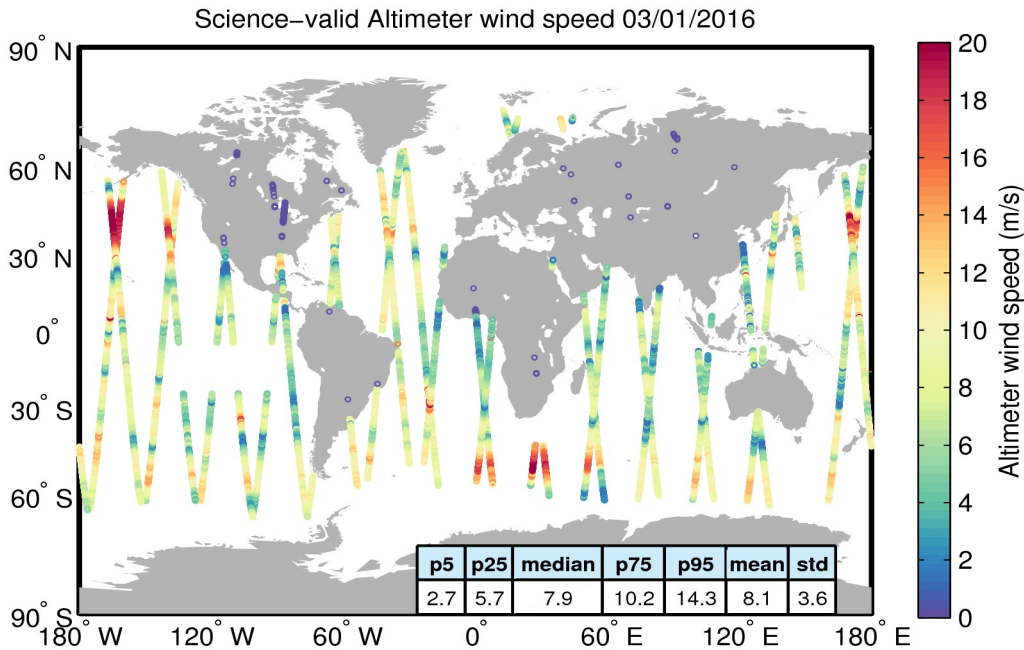 Science−valid Altimeter wind speed 03/01/2016
90° N
60° N
30° N
0°
30° S
60° S
90° S
180° W
120° W
60° W
0°
60° E
120° E
180° E
p5 p25 median p75 p95 mean std
2.7 5.7 7.9 10.2 14.3 8.1 3.6
20
18
16
14
12
10
8
6
4
2
0
Altimeter wind speed (m/s)